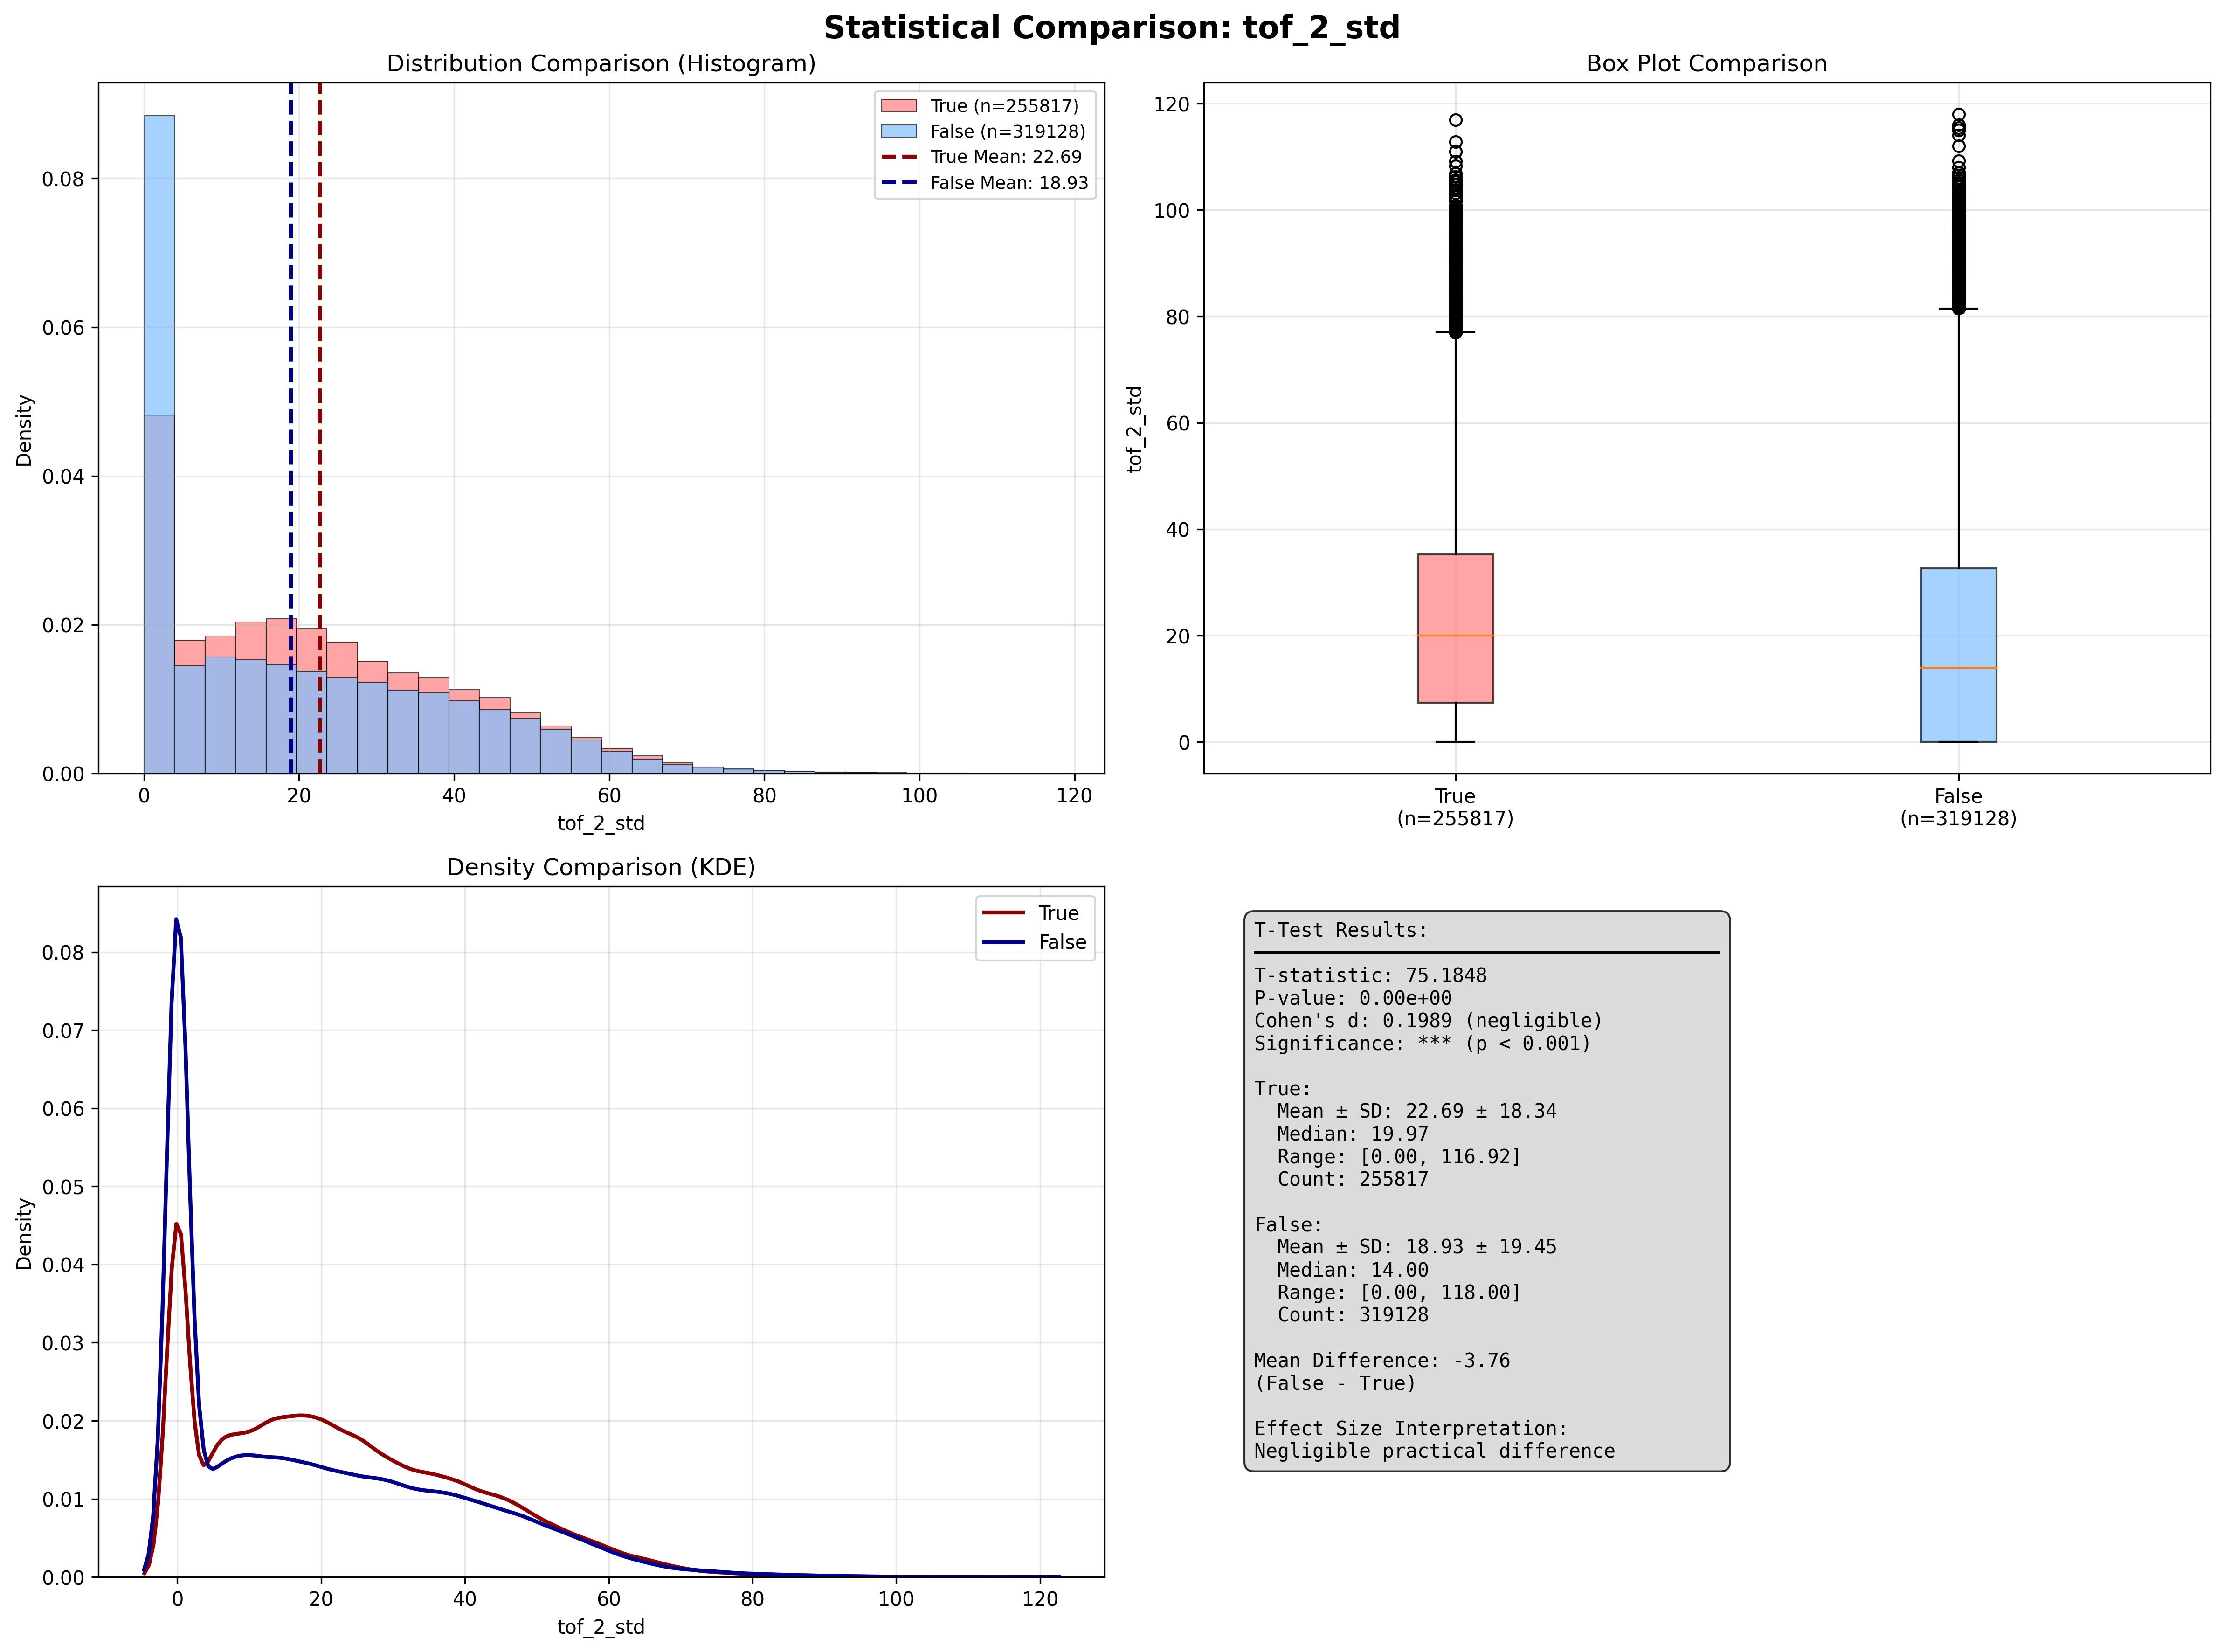 Statistical Comparison: tof_2_std
Distribution Comparison (Histogram)
Density
0.08
0.06
0.04
0.02
0.00
0
20
40
60
80
100
120
tof_2_std
True (n=255817)
False (n=319128)
True Mean: 22.69
False Mean: 18.93
Box Plot Comparison
tof_2_std
120
100
80
60
40
20
0
True
(n=255817)
False
(n=319128)
Density Comparison (KDE)
Density
0.08
0.07
0.06
0.05
0.04
0.03
0.02
0.01
0.00
0
20
40
60
80
100
120
tof_2_std
True
False
T-Test Results:
T-statistic: 75.1848
P-value: 0.00e+00
Cohen's d: 0.1989 (negligible)
Significance: *** (p < 0.001)
True:
Mean ± SD: 22.69 ± 18.34
Median: 19.97
Range: [0.00, 116.92]
Count: 255817
False:
Mean ± SD: 18.93 ± 19.45
Median: 14.00
Range: [0.00, 118.00]
Count: 319128
Mean Difference: -3.76
(False - True)
Effect Size Interpretation:
Negligible practical difference